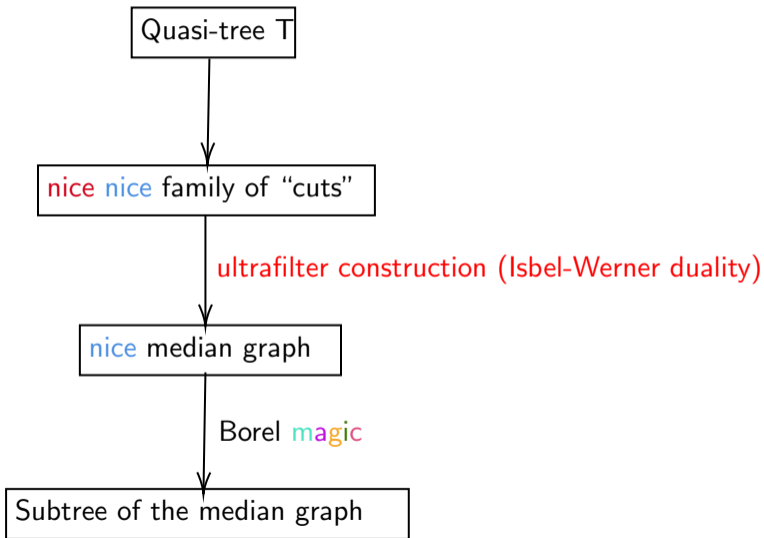 Quasi-tree T
nice nice family of “cuts”
ultrafilter construction (Isbel-Werner duality)
nice median graph
Borel magic
Subtree of the median graph